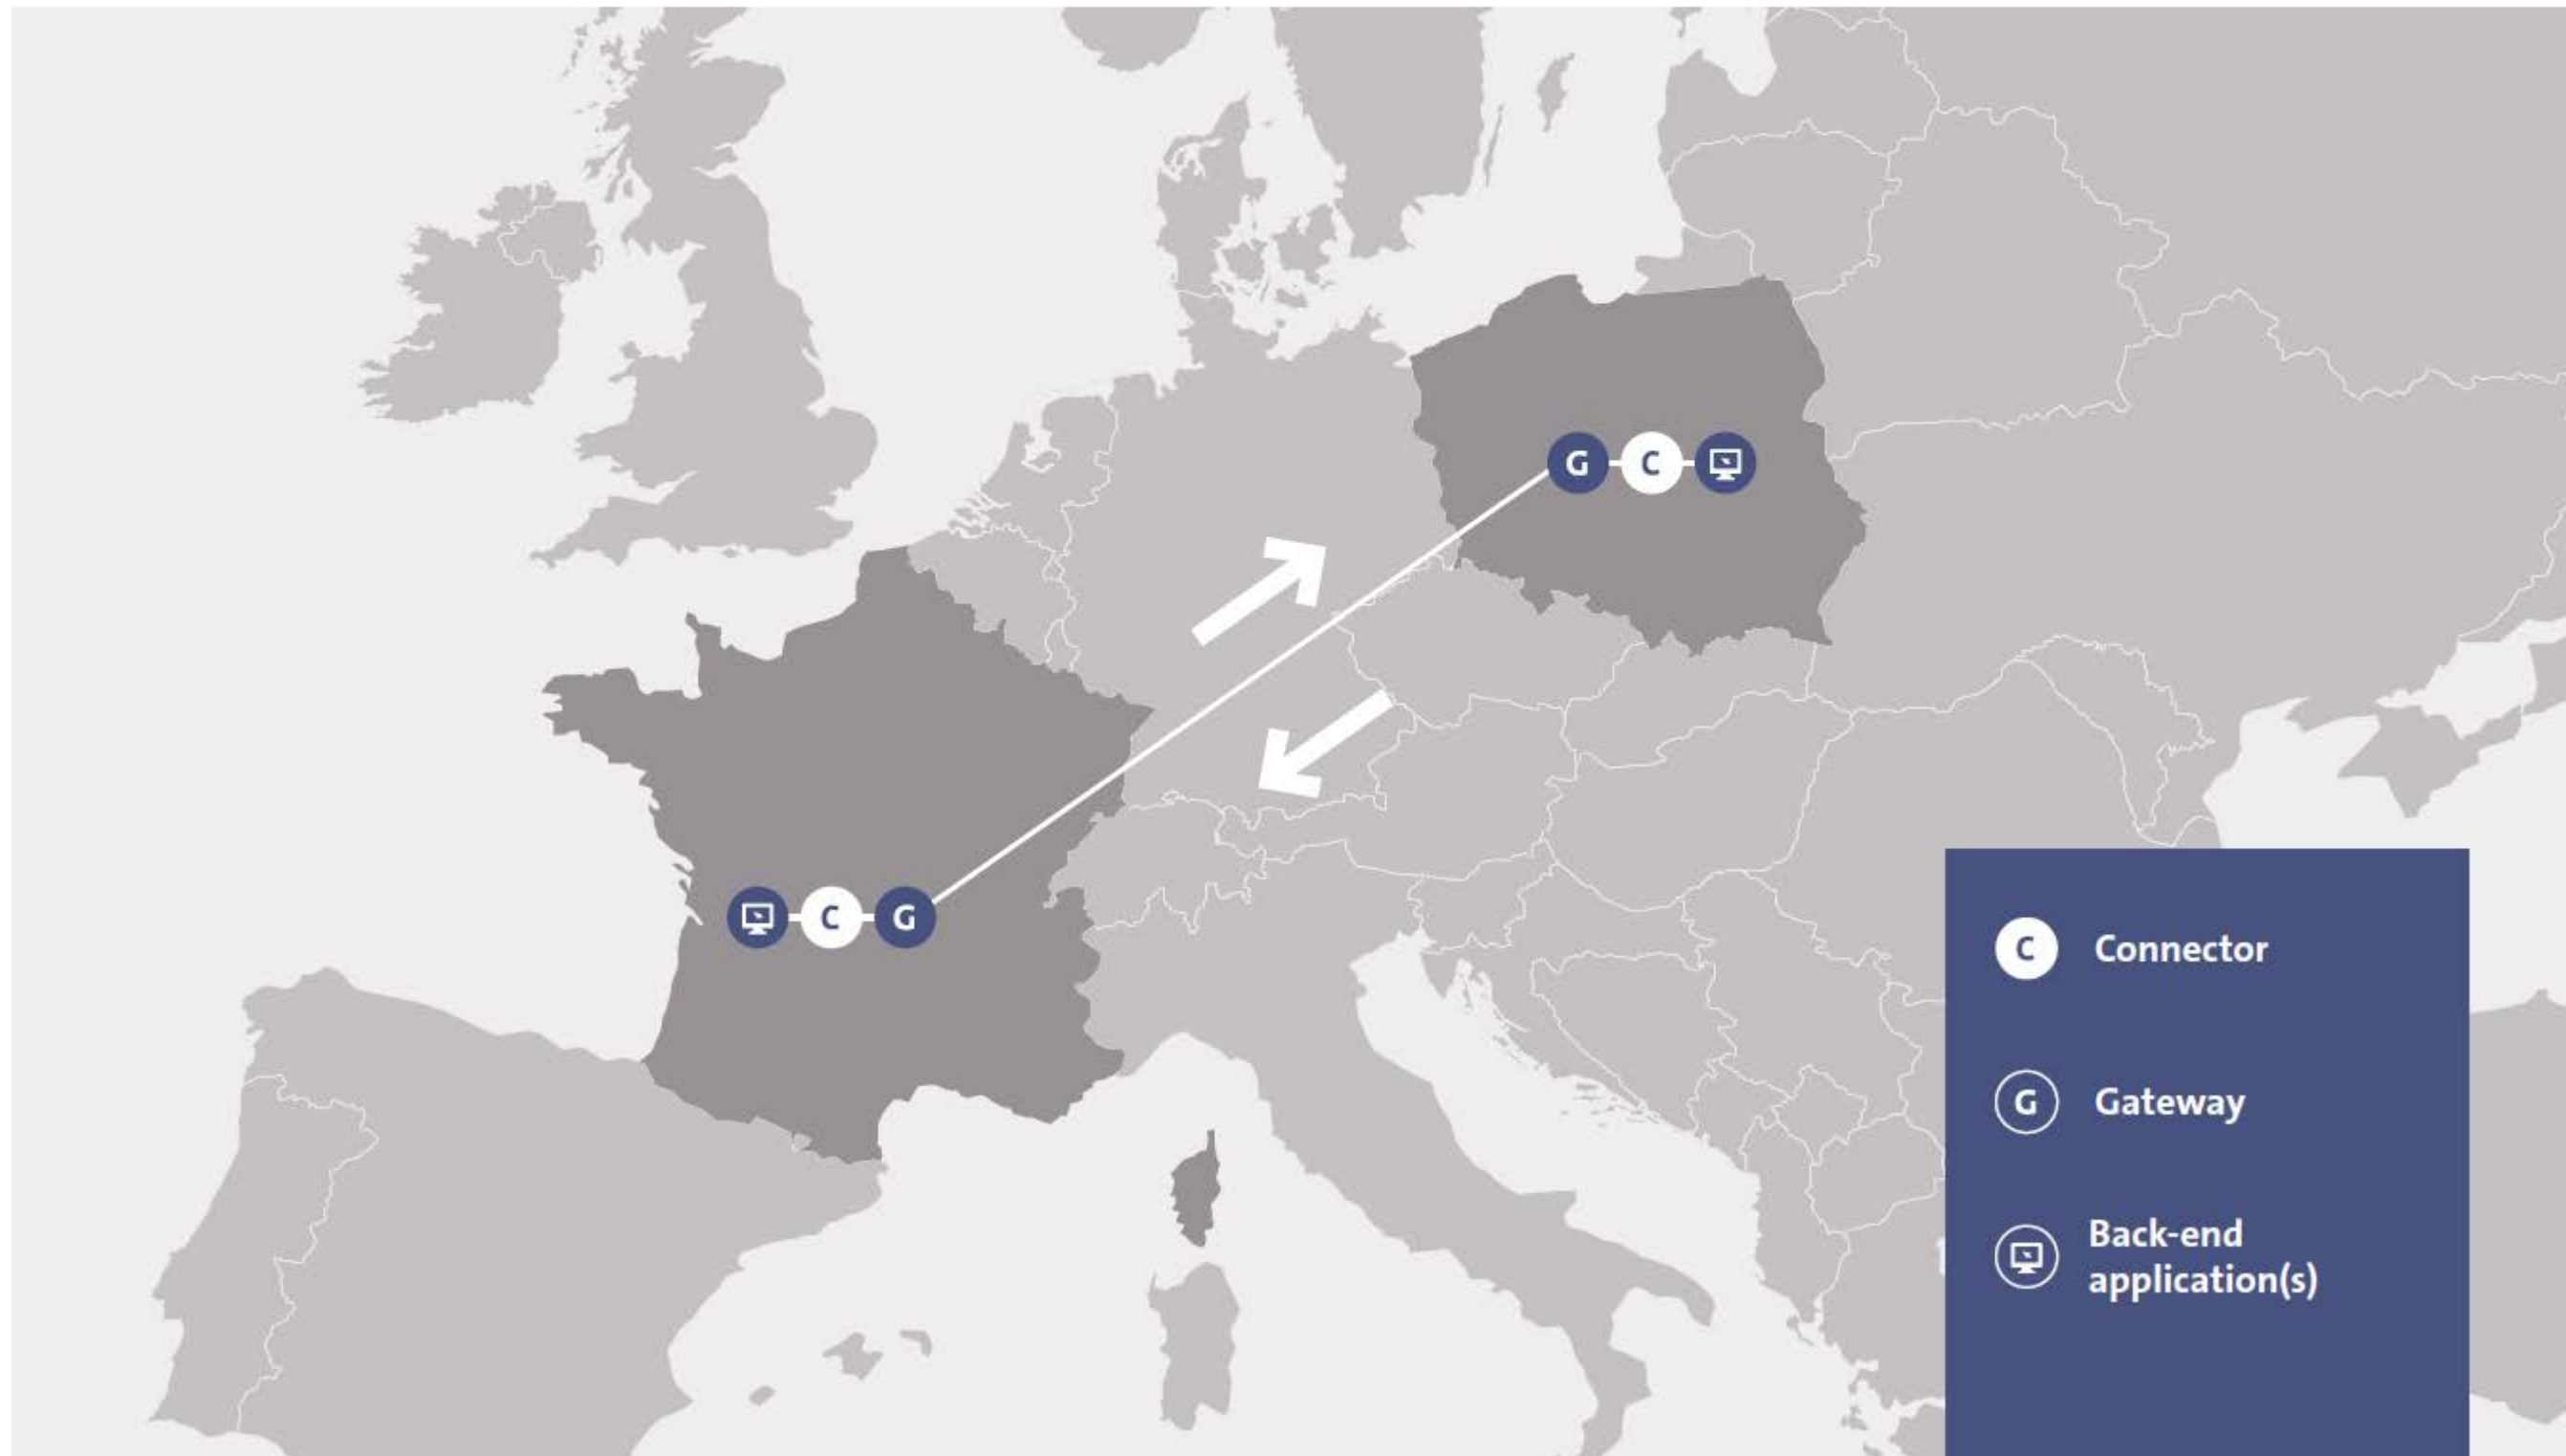 G C
C G
C Connector
G Gateway
Back-end
application(s)